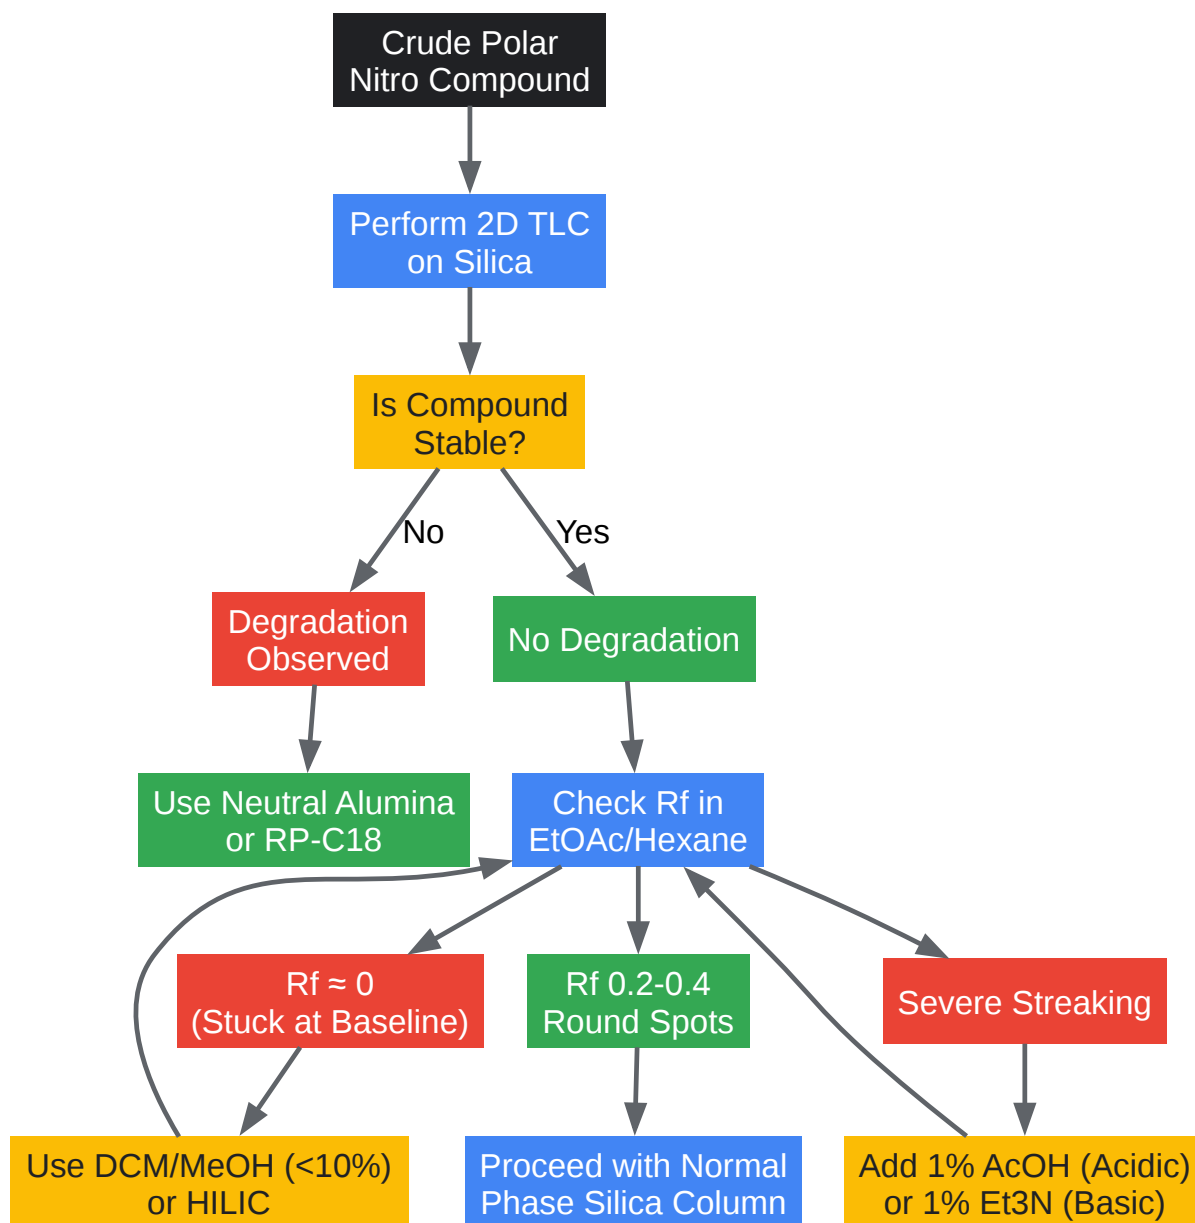 Crude Polar
Nitro Compound
Perform 2D TLC
on Silica
Is Compound
Stable?
No
Yes
Degradation
Observed
No Degradation
Use Neutral Alumina
or RP-C18
Check Rf in
EtOAc/Hexane
Rf ≈ 0
(Stuck at Baseline)
Rf 0.2-0.4
Round Spots
Severe Streaking
Use DCM/MeOH (<10%)
or HILIC
Proceed with Normal
Phase Silica Column
Add 1% AcOH (Acidic)
or 1% Et3N (Basic)